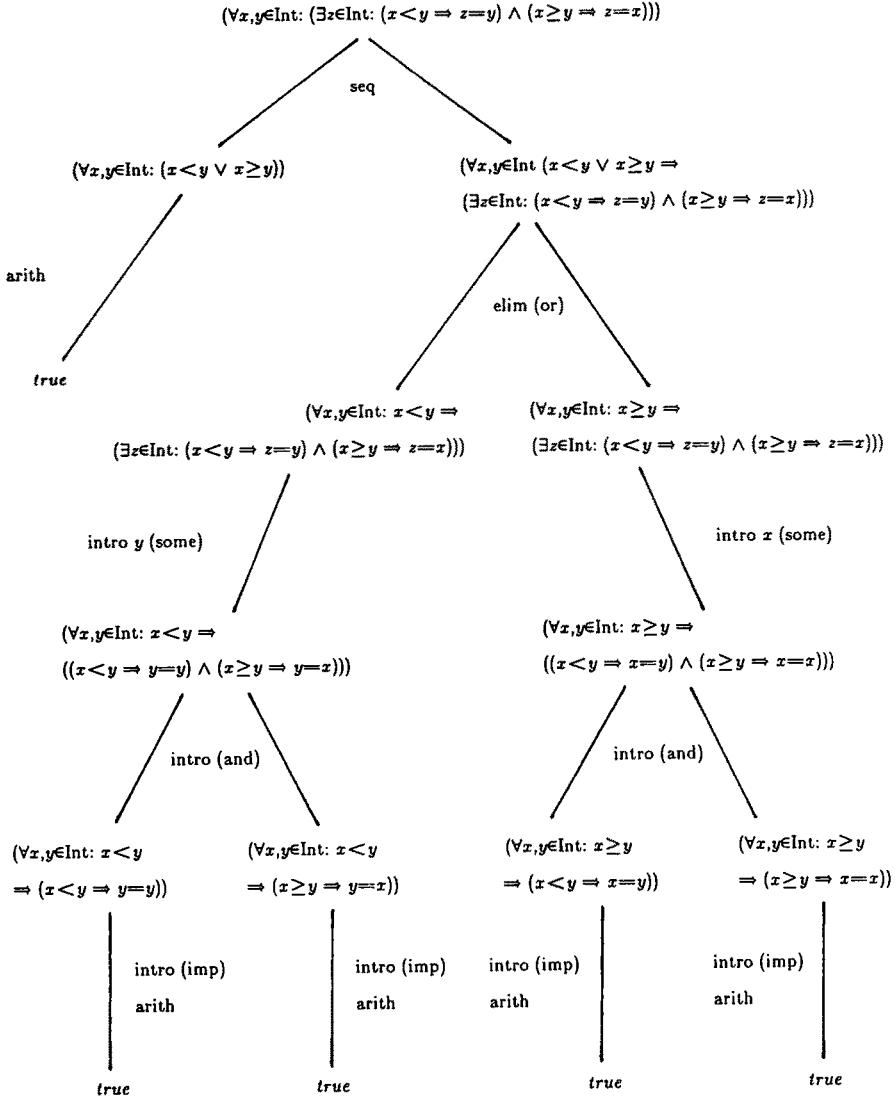 (∀x,y∈Int: (∃z∈Int: (x<y ⇒ z=y) ∧ (x≥y ⇒ z=x)))
seq
(∀x,y∈Int: (x<y ∨ x≥y))
(∀x,y∈Int (x<y ∨ x≥y ⇒
(∃z∈Int: (x<y ⇒ z=y) ∧ (x≥y ⇒ z=x)))
arith
elim (or)
true
(∀x,y∈Int: x<y ⇒
(∃z∈Int: (x<y ⇒ z=y) ∧ (x≥y ⇒ z=x)))
(∀x,y∈Int: x≥y ⇒
(∃z∈Int: (x<y ⇒ z=y) ∧ (x≥y ⇒ z=x)))
intro y (some)
intro x (some)
(∀x,y∈Int: x<y ⇒
((x<y ⇒ y=y) ∧ (x≥y ⇒ y=x)))
(∀x,y∈Int: x≥y ⇒
((x<y ⇒ x=y) ∧ (x≥y ⇒ x=x)))
intro (and)
intro (and)
(∀x,y∈Int: x<y
⇒ (x<y ⇒ y=y))
(∀x,y∈Int: x<y
⇒ (x≥y ⇒ y=x))
(∀x,y∈Int: x≥y
⇒ (x<y ⇒ x=y))
(∀x,y∈Int: x≥y
⇒ (x≥y ⇒ x=x))
intro (imp)
arith
intro (imp)
arith
intro (imp)
arith
intro (imp)
arith
true
true
true
true